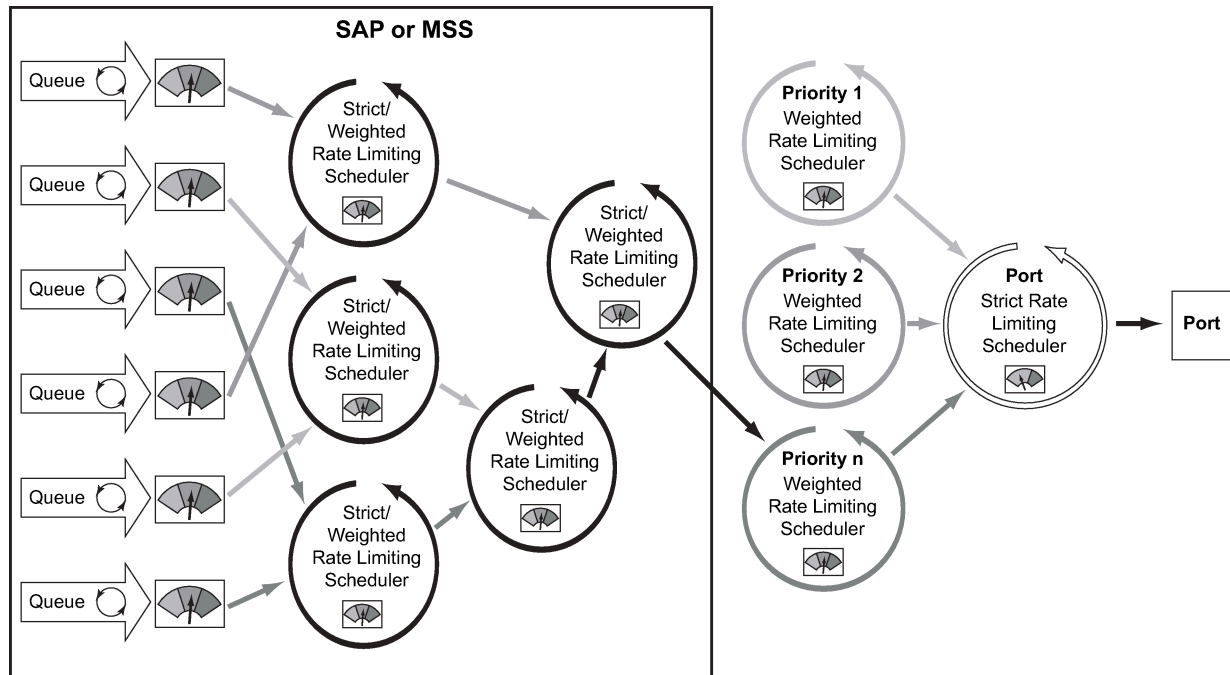 SAP or MSS
Queue
Queue
Queue
Queue
Queue
Queue
Strict/
Weighted
Rate Limiting
Scheduler
Strict/
Weighted
Rate Limiting
Scheduler
Strict/
Weighted
Rate Limiting
Scheduler
Strict/
Weighted
Rate Limiting
Scheduler
Strict/
Weighted
Rate Limiting
Scheduler
Priority 1
Weighted
Rate Limiting
Scheduler
Priority 2
Weighted
Rate Limiting
Scheduler
Priority n
Weighted
Rate Limiting
Scheduler
Port
Strict Rate
Limiting
Scheduler
Port